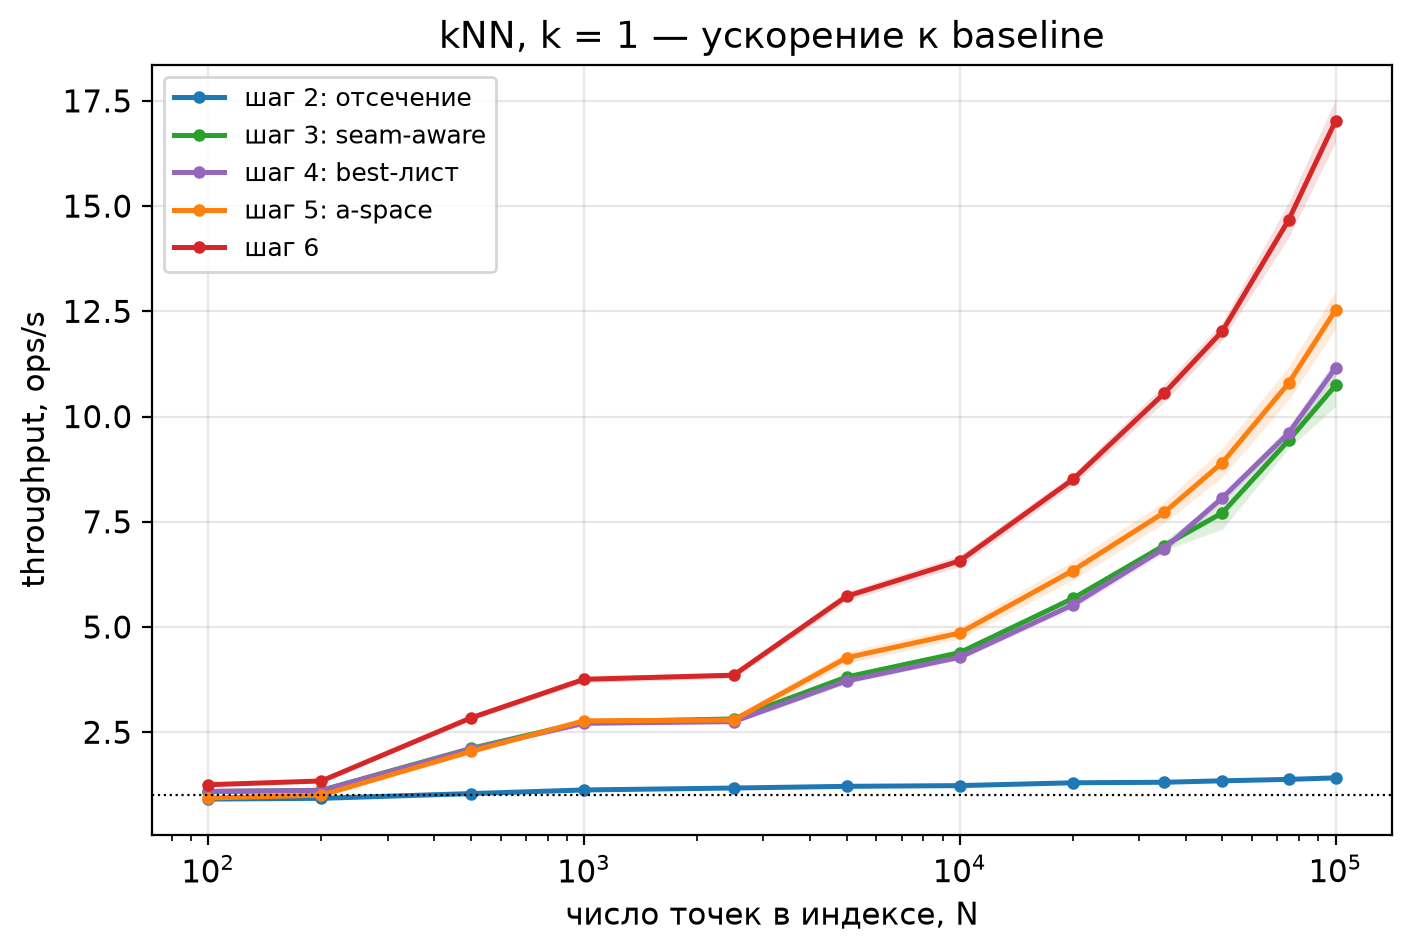 kNN, k = 1 — ускорение к baseline
шаг 2: отсечение
шаг 3: seam-aware
шаг 4: best-лист
шаг 5: a-space
шаг 6
throughput, ops/s
17.5
15.0
12.5
10.0
7.5
5.0
2.5
10²
10³
10⁴
10⁵
число точек в индексе, N